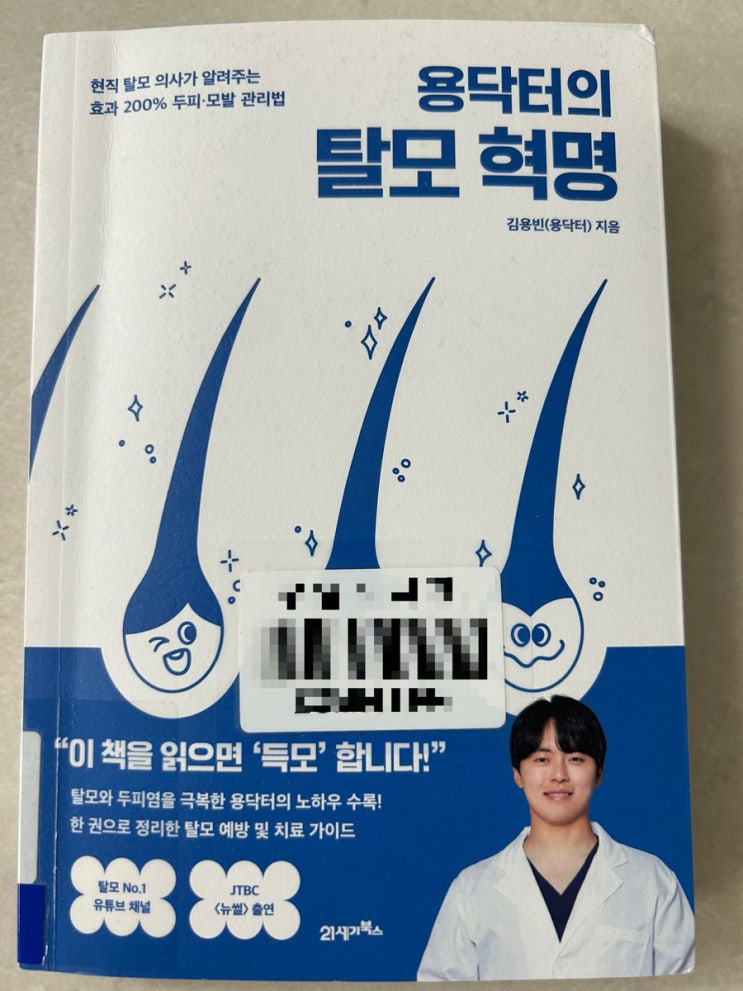 현직 탈모 의사가 알려주는
효과 200% 두피·모발 관리법
용닥터의
탈모 혁명
김용빈(용닥터) 지음
“이 책을 읽으면 ‘득모’ 합니다!”
탈모와 두피염을 극복한 용닥터의 노하우 수록!
한 권으로 정리한 탈모 예방 및 치료 가이드
탈모 No.1
유튜브 채널
JTBC
〈뉴썰〉 출연
21세기북스